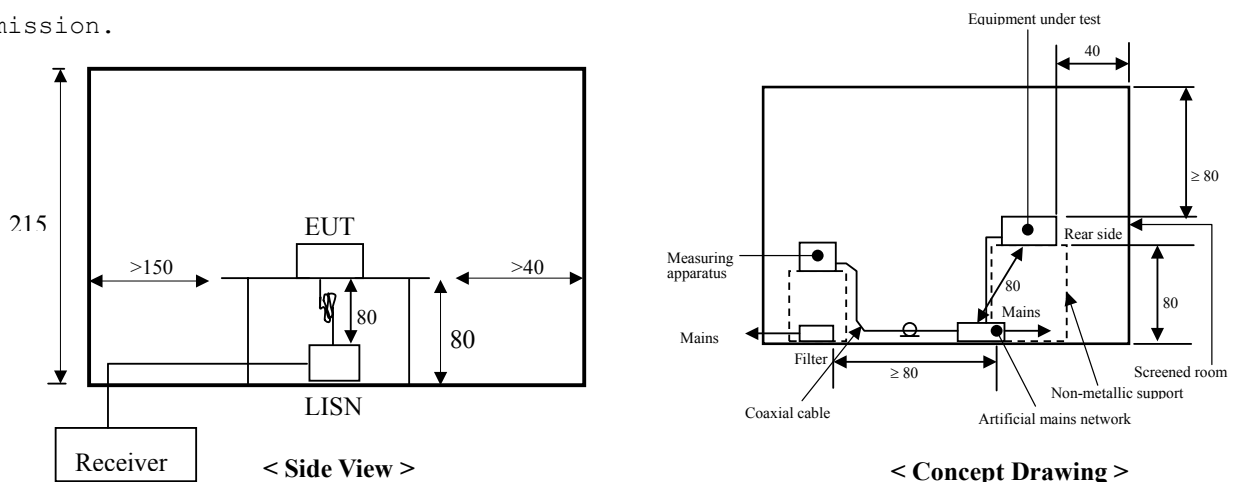 mission.
215
EUT
>150
>40
80
80
LISN
Receiver
< Side View >
Equipment under test
40
≥ 80
Rear side
Measuring
apparatus
80
80
Mains
Mains
Filter
≥ 80
Screened room
Non-metallic support
Coaxial cable
Artificial mains network
< Concept Drawing >